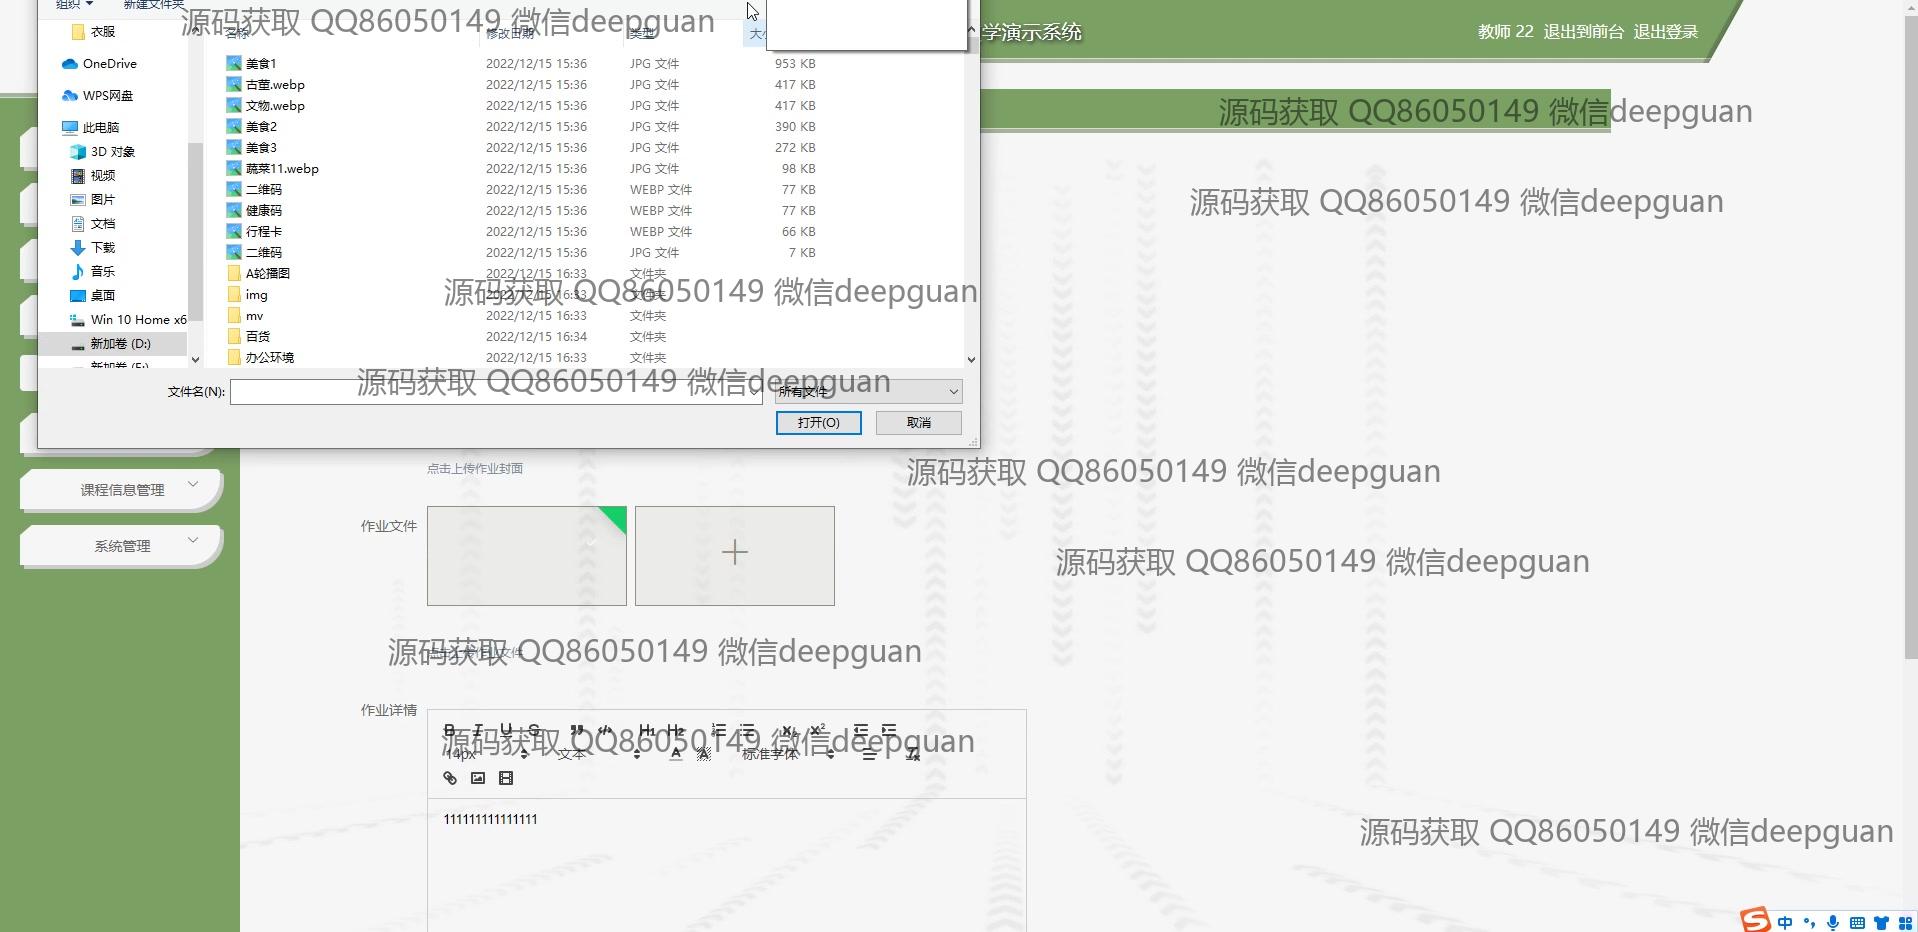 组织 新建文件夹
源码获取 QQ86050149 微信deepguan
名称 修改日期 类型
学演示系统
教师 22 退出到前台 退出登录
衣服
OneDrive
WPS网盘
此电脑
3D 对象
视频
图片
文档
下载
音乐
桌面
Win 10 Home x6
新加卷 (D:)
美食1 2022/12/15 15:36 JPG 文件 953 KB
古董.webp 2022/12/15 15:36 JPG 文件 417 KB
文物.webp 2022/12/15 15:36 JPG 文件 417 KB
美食2 2022/12/15 15:36 JPG 文件 390 KB
美食3 2022/12/15 15:36 JPG 文件 272 KB
蔬菜11.webp 2022/12/15 15:36 JPG 文件 98 KB
二维码 2022/12/15 15:36 WEBP 文件 77 KB
健康码 2022/12/15 15:36 WEBP 文件 77 KB
行程卡 2022/12/15 15:36 WEBP 文件 66 KB
二维码 2022/12/15 15:36 JPG 文件 7 KB
A轮播图 2022/12/15 16:33 文件夹
img 2022/12/15 16:33 文件夹
mv 2022/12/15 16:33 文件夹
百货 2022/12/15 16:34 文件夹
办公环境 2022/12/15 16:33 文件夹
源码获取 QQ86050149 微信deepguan
源码获取 QQ86050149 微信deepguan
源码获取 QQ86050149 微信deepguan
文件名(N): 所有文件
源码获取 QQ86050149 微信deepguan
打开(O) 取消
点击上传作业封面
源码获取 QQ86050149 微信deepguan
课程信息管理
作业文件
系统管理
源码获取 QQ86050149 微信deepguan
点击上传作业文件
源码获取 QQ86050149 微信deepguan
作业详情
B I U S H1 H2 X₂ X²
14px 文本 A 标准字体
源码获取 QQ86050149 微信deepguan
111111111111111
源码获取 QQ86050149 微信deepguan
中